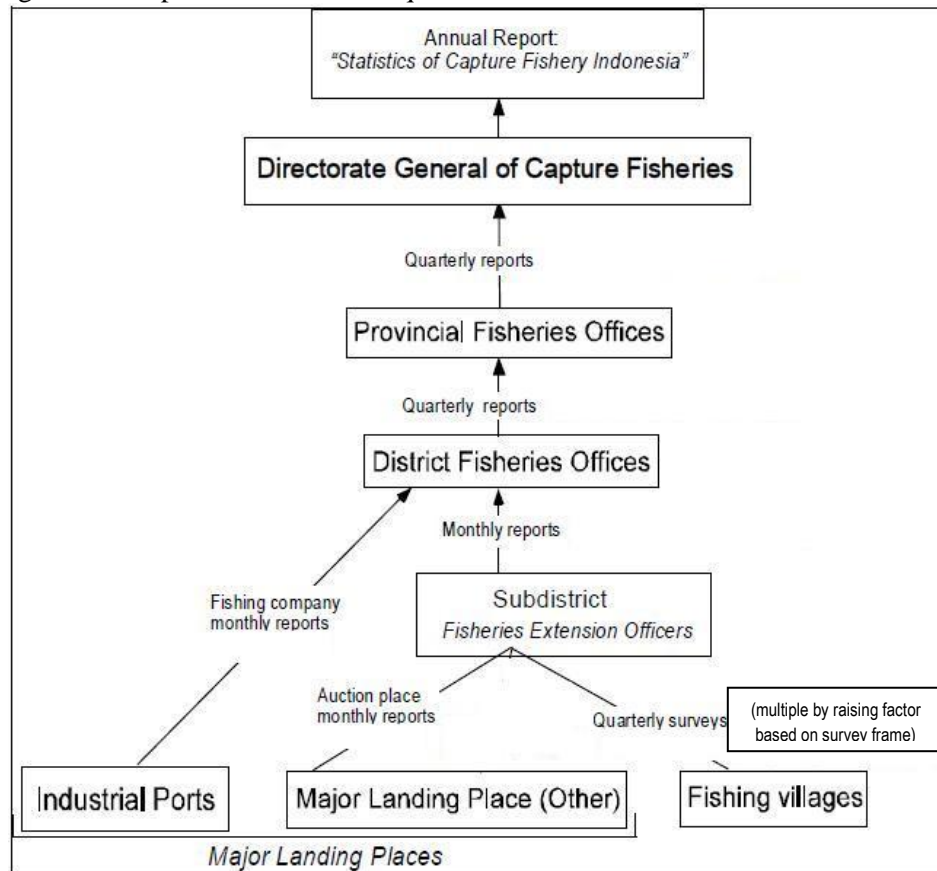 Annual Report:
"Statistics of Capture Fishery Indonesia"
Directorate General of Capture Fisheries
Quarterly reports
Provincial Fisheries Offices
Quarterly reports
District Fisheries Offices
Monthly reports
Fishing company
monthly reports
Subdistrict
Fisheries Extension Officers
Auction place
monthly reports
Quarterly surveys
(multiple by raising factor
based on survey frame)
Industrial Ports
Major Landing Place (Other)
Fishing villages
Major Landing Places